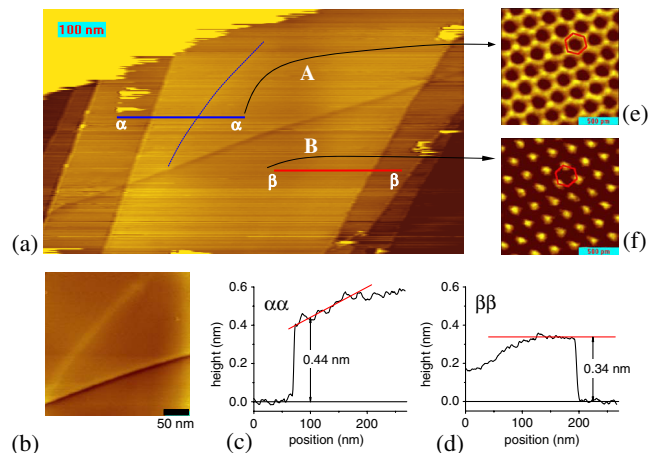 100 nm
A
α
α
B
β
β
(a)
500 pm
(e)
500 pm
(f)
50 nm
(b)
αα
0.6
0.4
0.2
0.0
height (nm)
0.44 nm
0
100
200
position (nm)
(c)
ββ
0.6
0.4
0.2
0.0
height (nm)
0.34 nm
0
100
200
position (nm)
(d)